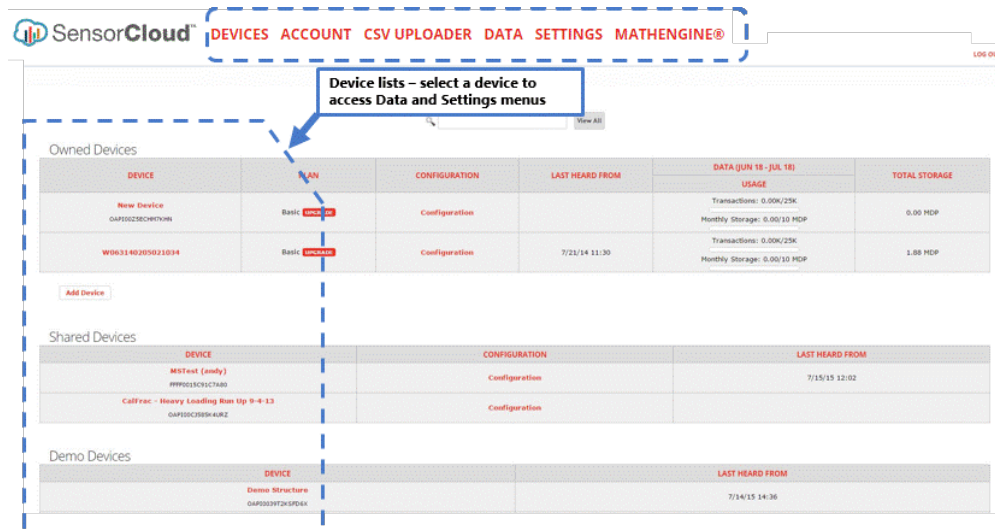 SensorCloud™
DEVICES ACCOUNT CSV UPLOADER DATA SETTINGS MATHENGINE®
LOG
Device lists – select a device to
access Data and Settings menus
View All
Owned Devices
DEVICE PLAN CONFIGURATION LAST HEARD FROM DATA (JUN 18 - JUL 18) TOTAL STORAGE
USAGE
New Device Basic UPGRADE Configuration Transactions: 0.00K/25K 0.00 MDP
Monthly Storage: 0.00/10 MDP
W063140205021034 Basic UPGRADE Configuration 7/21/14 11:30 Transactions: 0.00K/25K 1.88 MDP
Monthly Storage: 0.00/10 MDP
Add Device
Shared Devices
DEVICE CONFIGURATION LAST HEARD FROM
MSTest (andy) Configuration 7/15/15 12:02
FFFF0015C91C7A80
CalFrac - Heavy Loading Run Up 9-4-13 Configuration
Demo Devices
DEVICE LAST HEARD FROM
Demo Structure 7/14/15 14:36